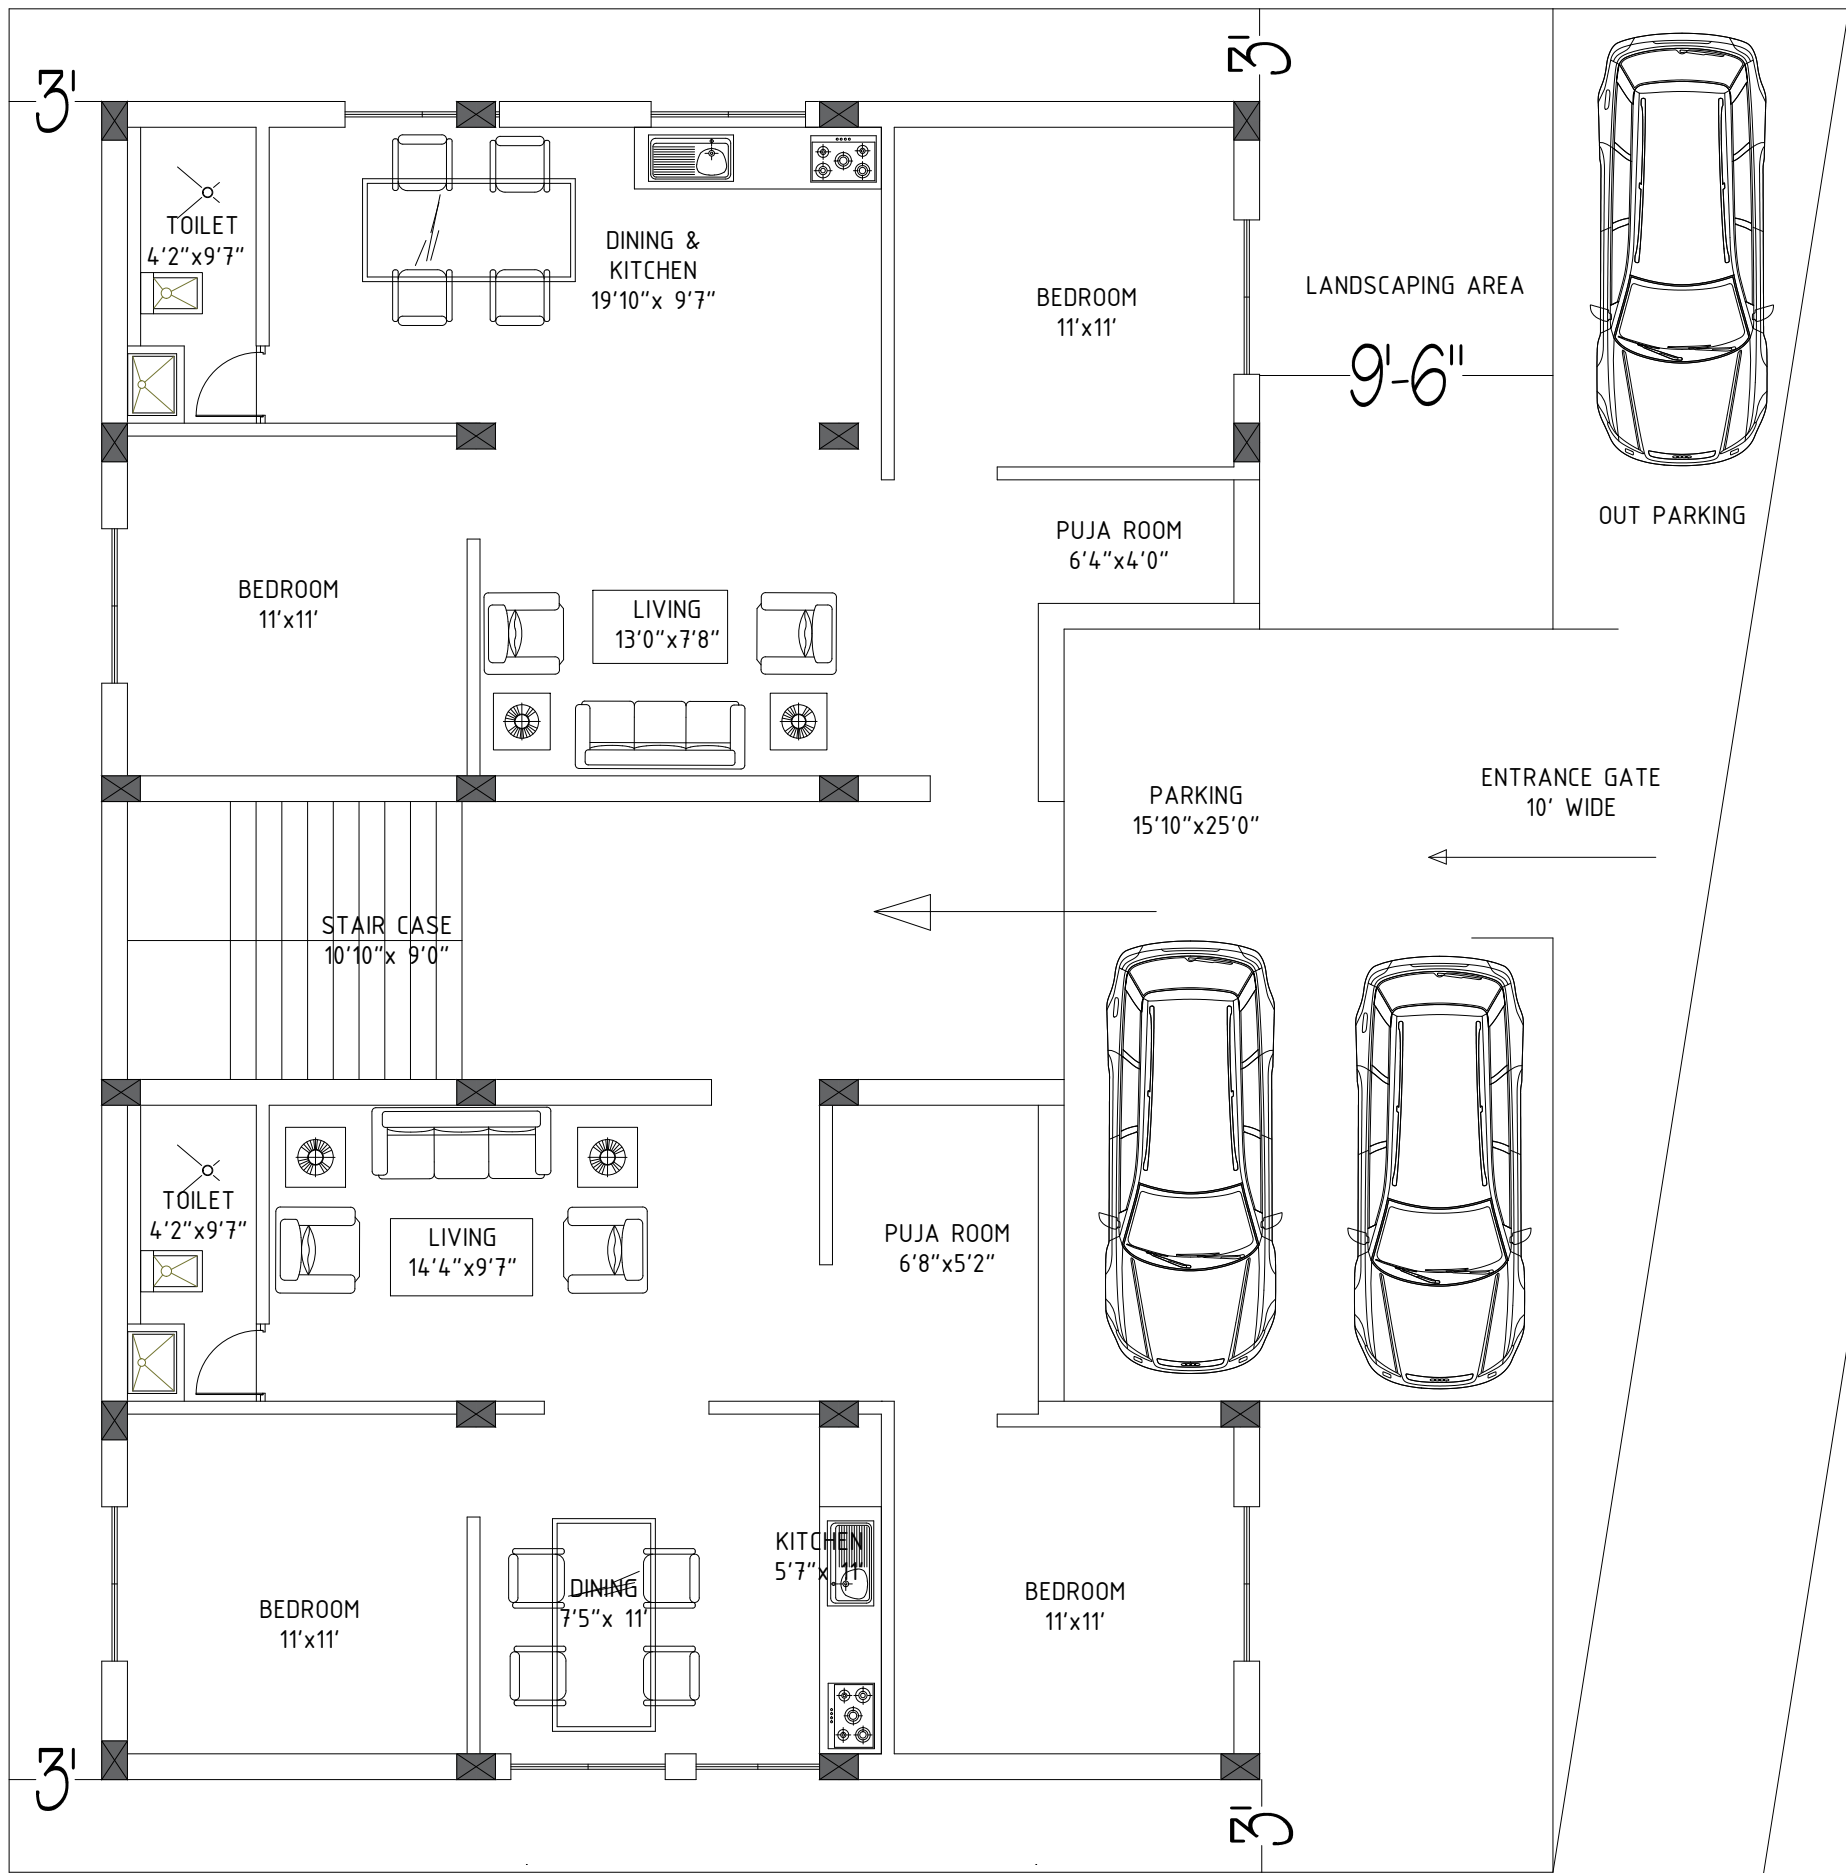 3'
3'
TOILET
4'2"x9'7"
DINING &
KITCHEN
19'10"x 9'7"
BEDROOM
11'x11'
LANDSCAPING AREA
9'-6"
OUT PARKING
PUJA ROOM
6'4"x4'0"
BEDROOM
11'x11'
LIVING
13'0"x7'8"
PARKING
15'10"x25'0"
ENTRANCE GATE
10' WIDE
STAIR CASE
10'10"x 9'0"
TOILET
4'2"x9'7"
LIVING
14'4"x9'7"
PUJA ROOM
6'8"x5'2"
KITCHEN
5'7"x 11'
DINING
7'5"x 11'
BEDROOM
11'x11'
BEDROOM
11'x11'
3'
3'